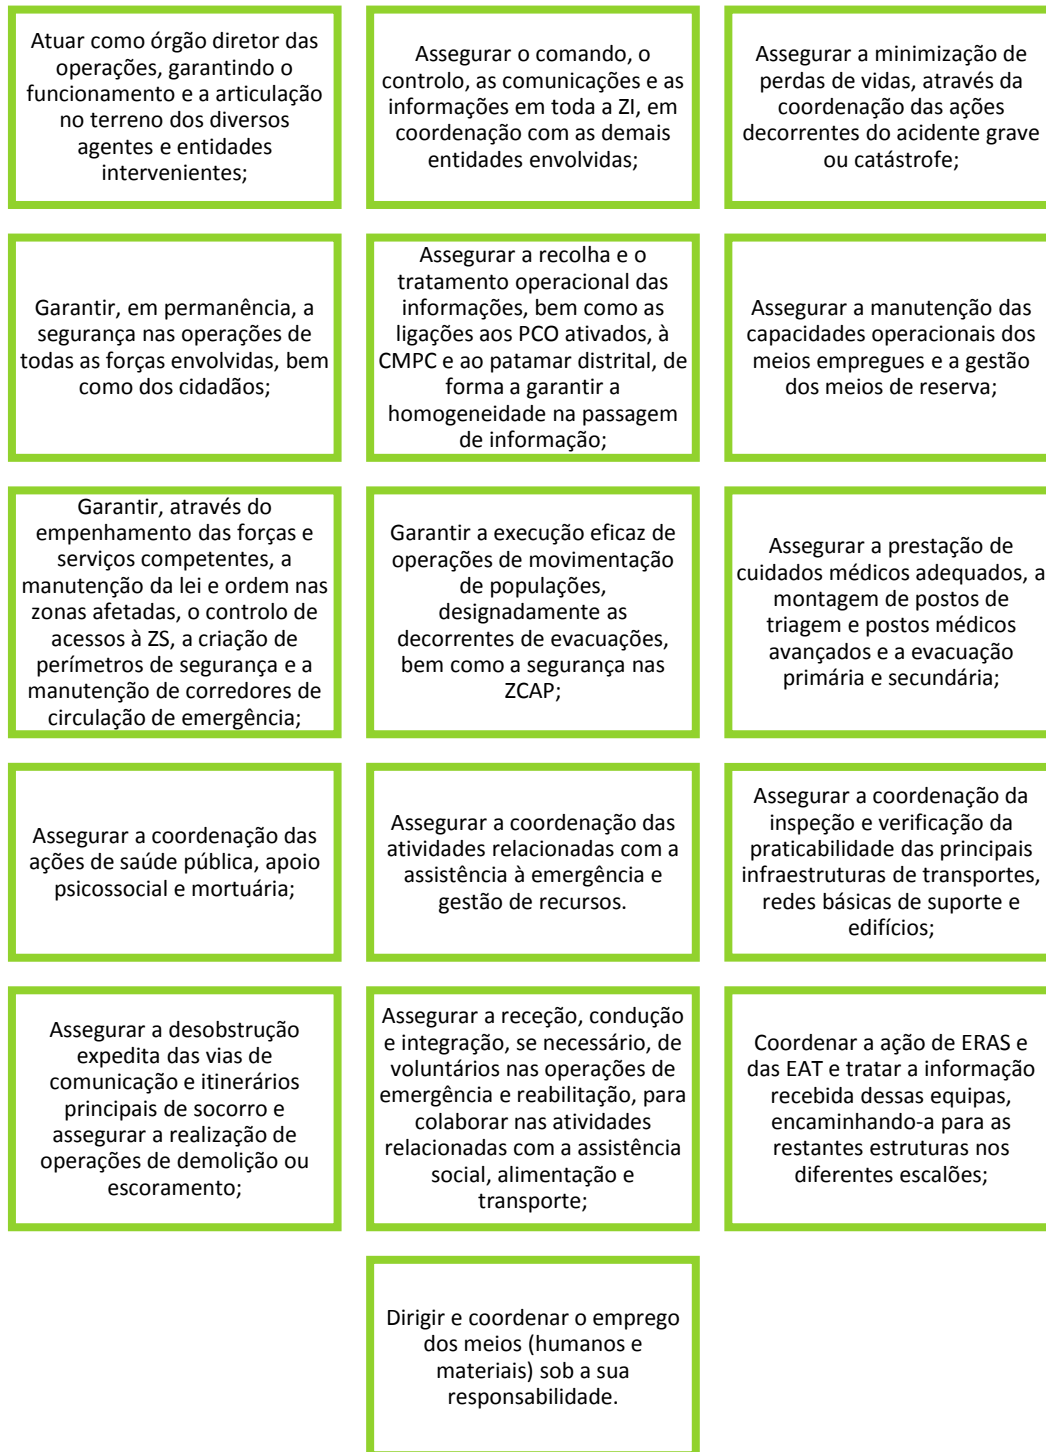 Atuar como órgão diretor das
operações, garantindo o
funcionamento e a articulação
no terreno dos diversos
agentes e entidades
intervenientes;
Assegurar o comando, o
controlo, as comunicações e as
informações em toda a ZI, em
coordenação com as demais
entidades envolvidas;
Assegurar a minimização de
perdas de vidas, através da
coordenação das ações
decorrentes do acidente grave
ou catástrofe;
Garantir, em permanência, a
segurança nas operações de
todas as forças envolvidas, bem
como dos cidadãos;
Assegurar a recolha e o
tratamento operacional das
informações, bem como as
ligações aos PCO ativados, à
CMPC e ao patamar distrital, de
forma a garantir a
homogeneidade na passagem
de informação;
Assegurar a manutenção das
capacidades operacionais dos
meios empregues e a gestão
dos meios de reserva;
Garantir, através do
empenhamento das forças e
serviços competentes, a
manutenção da lei e ordem nas
zonas afetadas, o controlo de
acessos à ZS, a criação de
perímetros de segurança e a
manutenção de corredores de
circulação de emergência;
Garantir a execução eficaz de
operações de movimentação
de populações,
designadamente as
decorrentes de evacuações,
bem como a segurança nas
ZCAP;
Assegurar a prestação de
cuidados médicos adequados, a
montagem de postos de
triagem e postos médicos
avançados e a evacuação
primária e secundária;
Assegurar a coordenação das
ações de saúde pública, apoio
psicossocial e mortuária;
Assegurar a coordenação das
atividades relacionadas com a
assistência à emergência e
gestão de recursos.
Assegurar a coordenação da
inspeção e verificação da
praticabilidade das principais
infraestruturas de transportes,
redes básicas de suporte e
edifícios;
Assegurar a desobstrução
expedita das vias de
comunicação e itinerários
principais de socorro e
assegurar a realização de
operações de demolição ou
escoramento;
Assegurar a receção, condução
e integração, se necessário, de
voluntários nas operações de
emergência e reabilitação, para
colaborar nas atividades
relacionadas com a assistência
social, alimentação e
transporte;
Coordenar a ação de ERAS e
das EAT e tratar a informação
recebida dessas equipas,
encaminhando-a para as
restantes estruturas nos
diferentes escalões;
Dirigir e coordenar o emprego
dos meios (humanos e
materiais) sob a sua
responsabilidade.